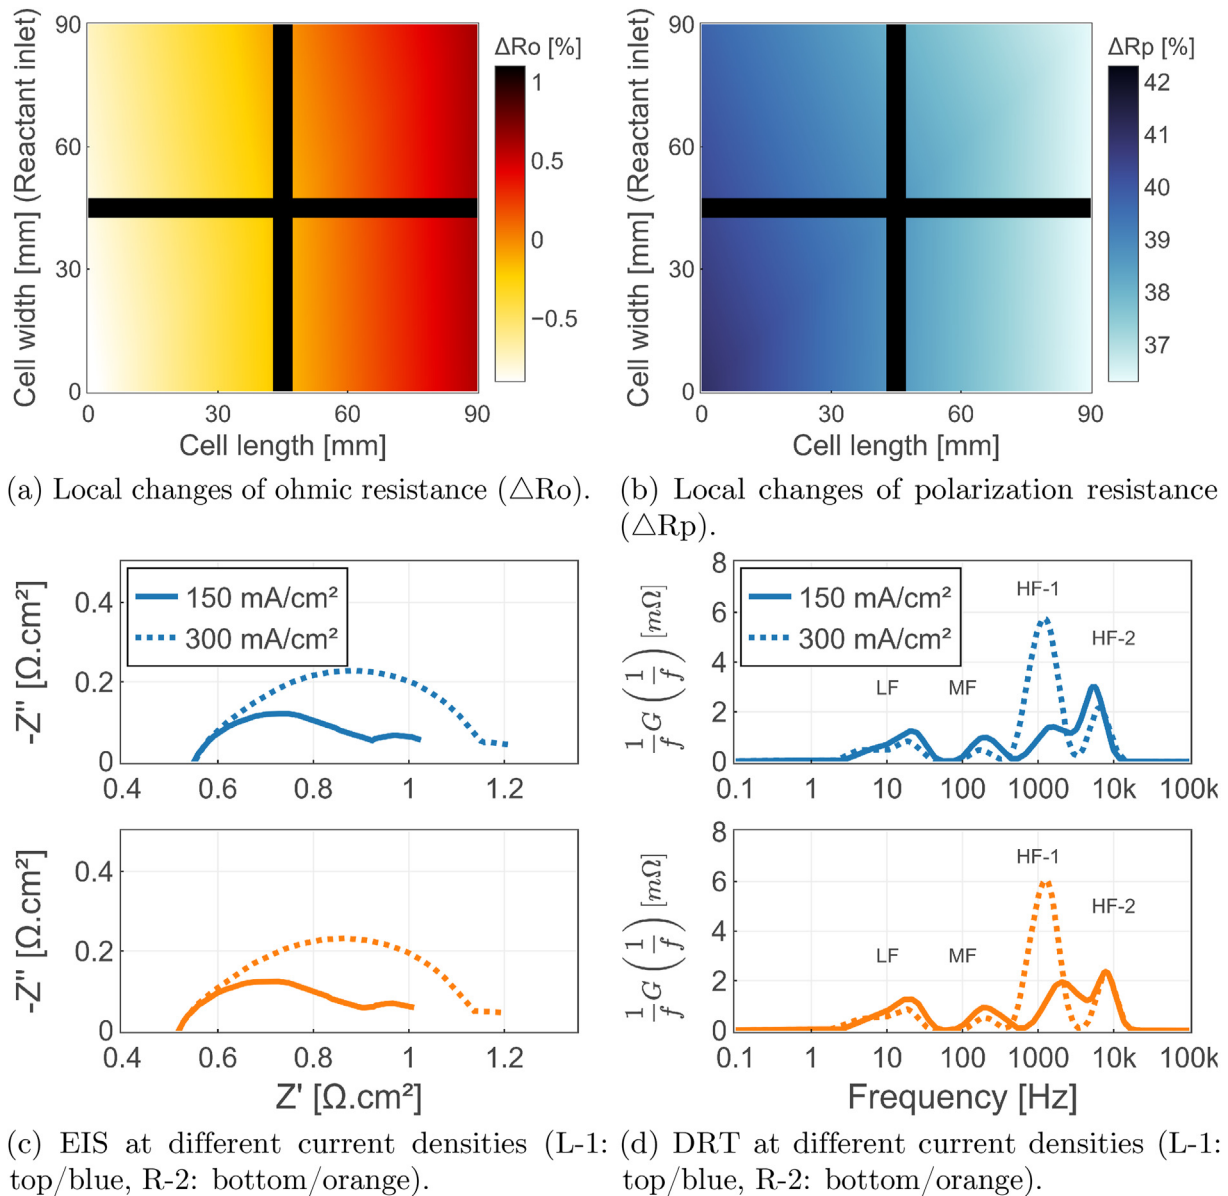 90
60
30
0
Cell width [mm] (Reactant inlet)
0 30 60 90
Cell length [mm]
ΔRo [%]
1
0.5
0
−0.5
90
60
30
0
Cell width [mm] (Reactant inlet)
0 30 60 90
Cell length [mm]
ΔRp [%]
42
41
40
39
38
37
(a) Local changes of ohmic resistance (△Ro).
(b) Local changes of polarization resistance
(△Rp).
150 mA/cm²
300 mA/cm²
-Z" [Ω.cm²]
0.4
0.2
0
0.4 0.6 0.8 1 1.2
-Z" [Ω.cm²]
0.4
0.2
0
0.4 0.6 0.8 1 1.2
Z' [Ω.cm²]
150 mA/cm²
300 mA/cm²
1/f G (1/f) [mΩ]
8
6
4
2
0
LF MF HF-1 HF-2
0.1 1 10 100 1000 10k 100k
1/f G (1/f) [mΩ]
8
6
4
2
0
LF MF HF-1 HF-2
0.1 1 10 100 1000 10k 100k
Frequency [Hz]
(c) EIS at different current densities (L-1:
top/blue, R-2: bottom/orange).
(d) DRT at different current densities (L-1:
top/blue, R-2: bottom/orange).